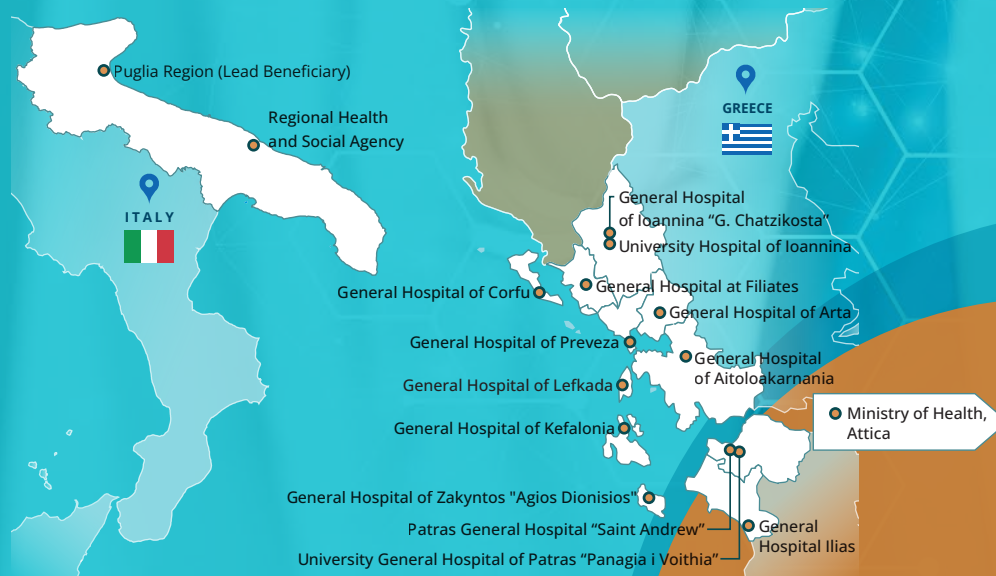 Puglia Region (Lead Beneficiary)
Regional Health
and Social Agency
ITALY
GREECE
General Hospital
of Ioannina “G. Chatzikosta”
University Hospital of Ioannina
General Hospital of Corfu
General Hospital at Filiates
General Hospital of Arta
General Hospital of Preveza
General Hospital
of Aitoloakarnania
General Hospital of Lefkada
Ministry of Health,
Attica
General Hospital of Kefalonia
General Hospital of Zakyntos "Agios Dionisios"
Patras General Hospital “Saint Andrew”
General
Hospital Ilias
University General Hospital of Patras “Panagia i Voithia”